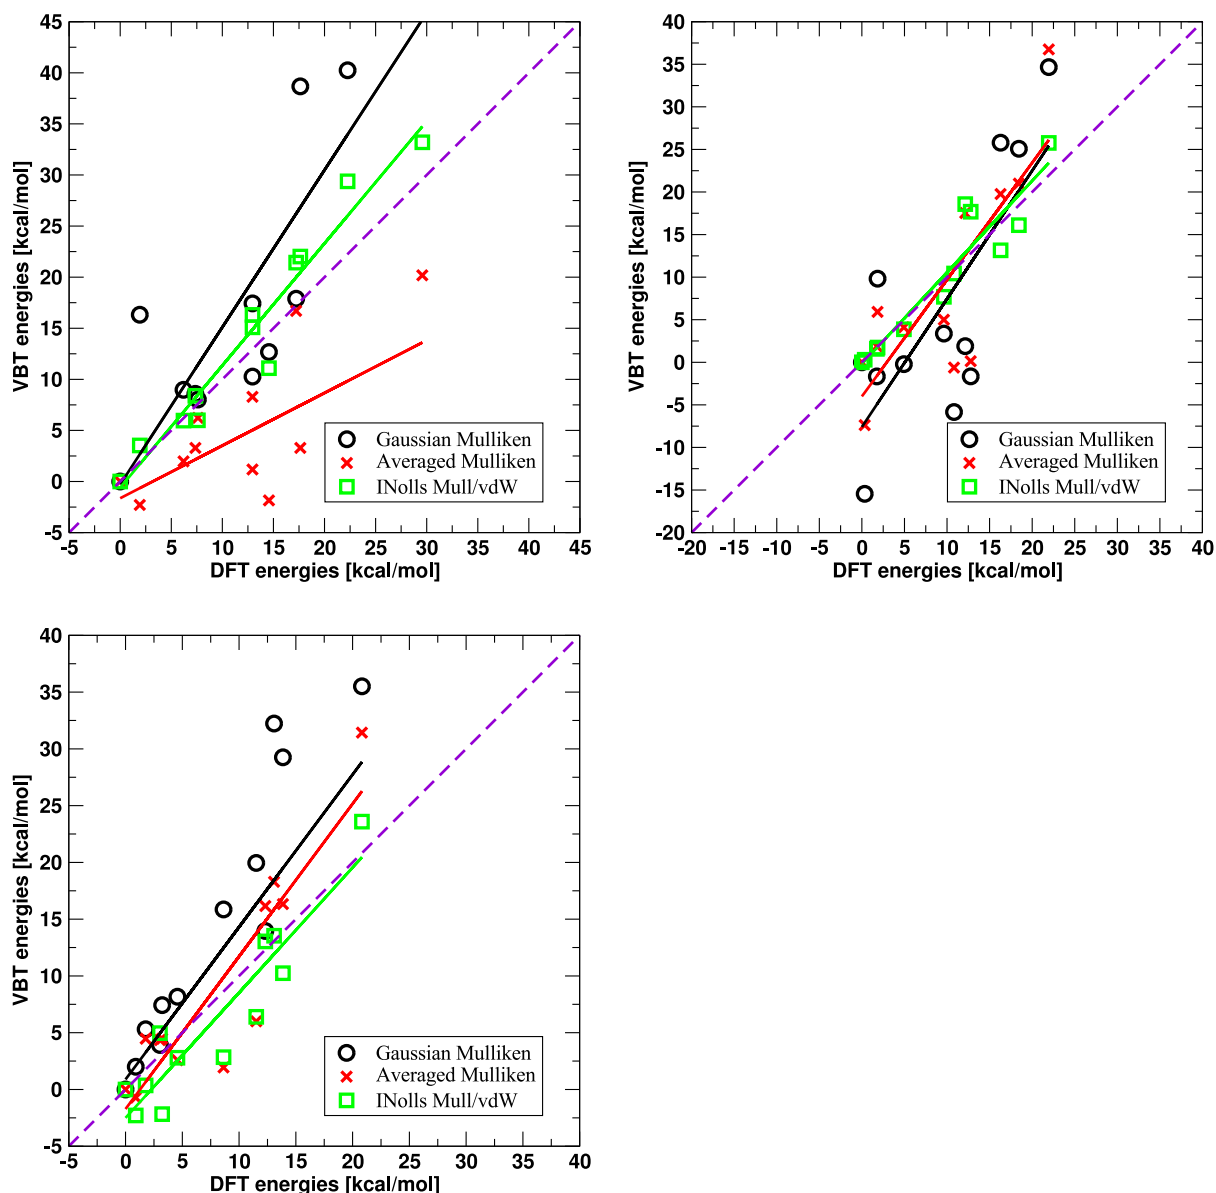 45
40
35
30
25
20
15
10
5
0
-5
VBT energies [kcal/mol]
Gaussian Mulliken
Averaged Mulliken
INolls Mull/vdW
-5 0 5 10 15 20 25 30 35 40 45
DFT energies [kcal/mol]
40
35
30
25
20
15
10
5
0
-5
-10
-15
-20
VBT energies [kcal/mol]
Gaussian Mulliken
Averaged Mulliken
INolls Mull/vdW
-20 -15 -10 -5 0 5 10 15 20 25 30 35 40
DFT energies [kcal/mol]
40
35
30
25
20
15
10
5
0
-5
VBT energies [kcal/mol]
Gaussian Mulliken
Averaged Mulliken
INolls Mull/vdW
-5 0 5 10 15 20 25 30 35 40
DFT energies [kcal/mol]